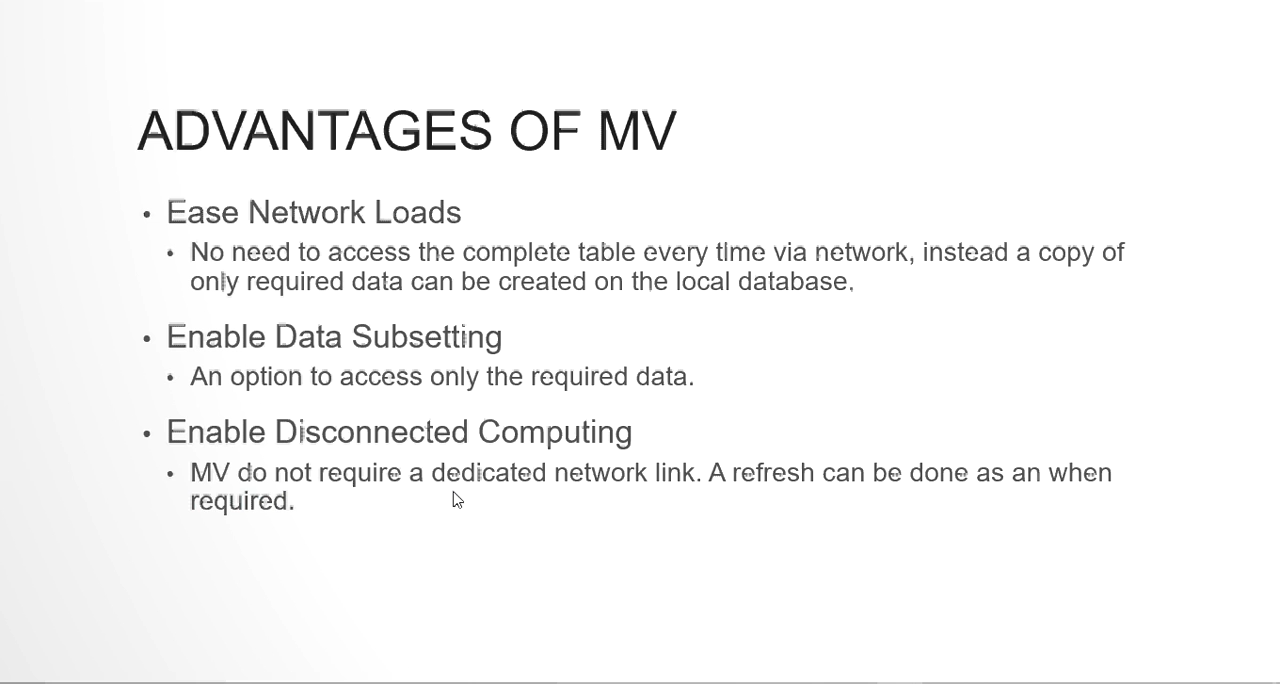 ADVANTAGES OF MV
• Ease Network Loads
• No need to access the complete table every time via network, instead a copy of
only required data can be created on the local database.
• Enable Data Subsetting
• An option to access only the required data.
• Enable Disconnected Computing
• MV do not require a dedicated network link. A refresh can be done as an when
required.